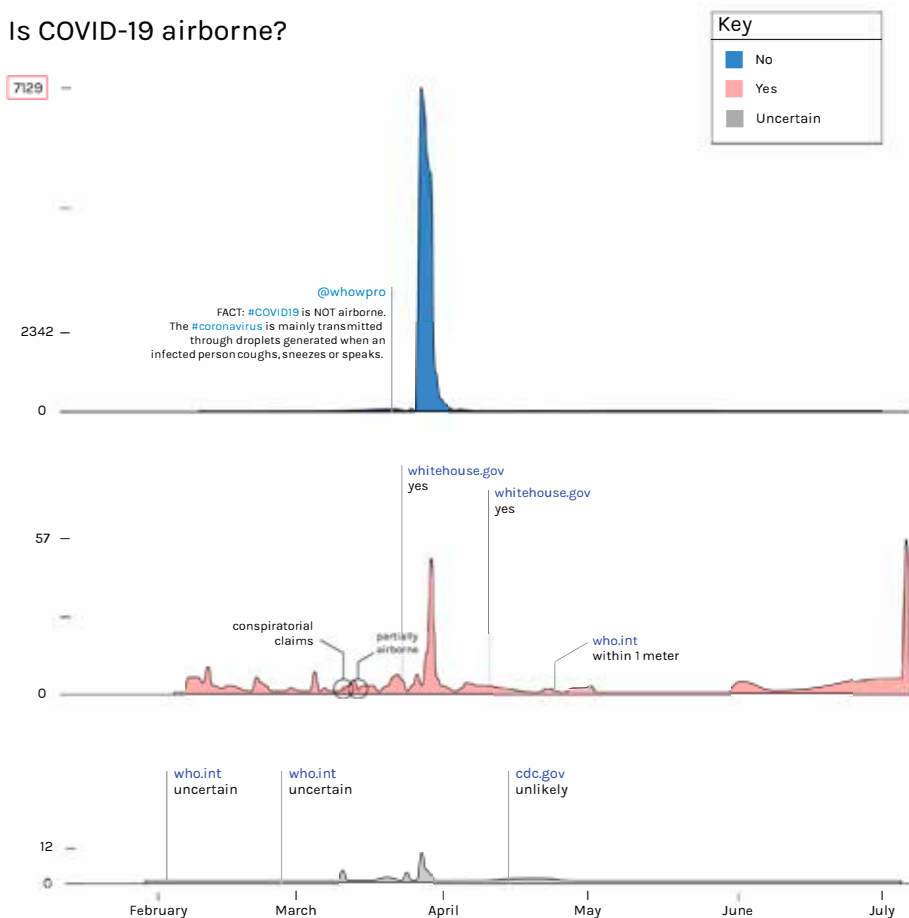 Is COVID-19 airborne?
Key
No
Yes
Uncertain
7129
@whowpro
FACT: #COVID19 is NOT airborne.
The #coronavirus is mainly transmitted
through droplets generated when an
infected person coughs, sneezes or speaks.
2342
0
whitehouse.gov
yes
whitehouse.gov
yes
57
conspiratorial
claims
partially
airborne
who.int
within 1 meter
0
who.int
uncertain
who.int
uncertain
cdc.gov
unlikely
12
0
February March April May June July